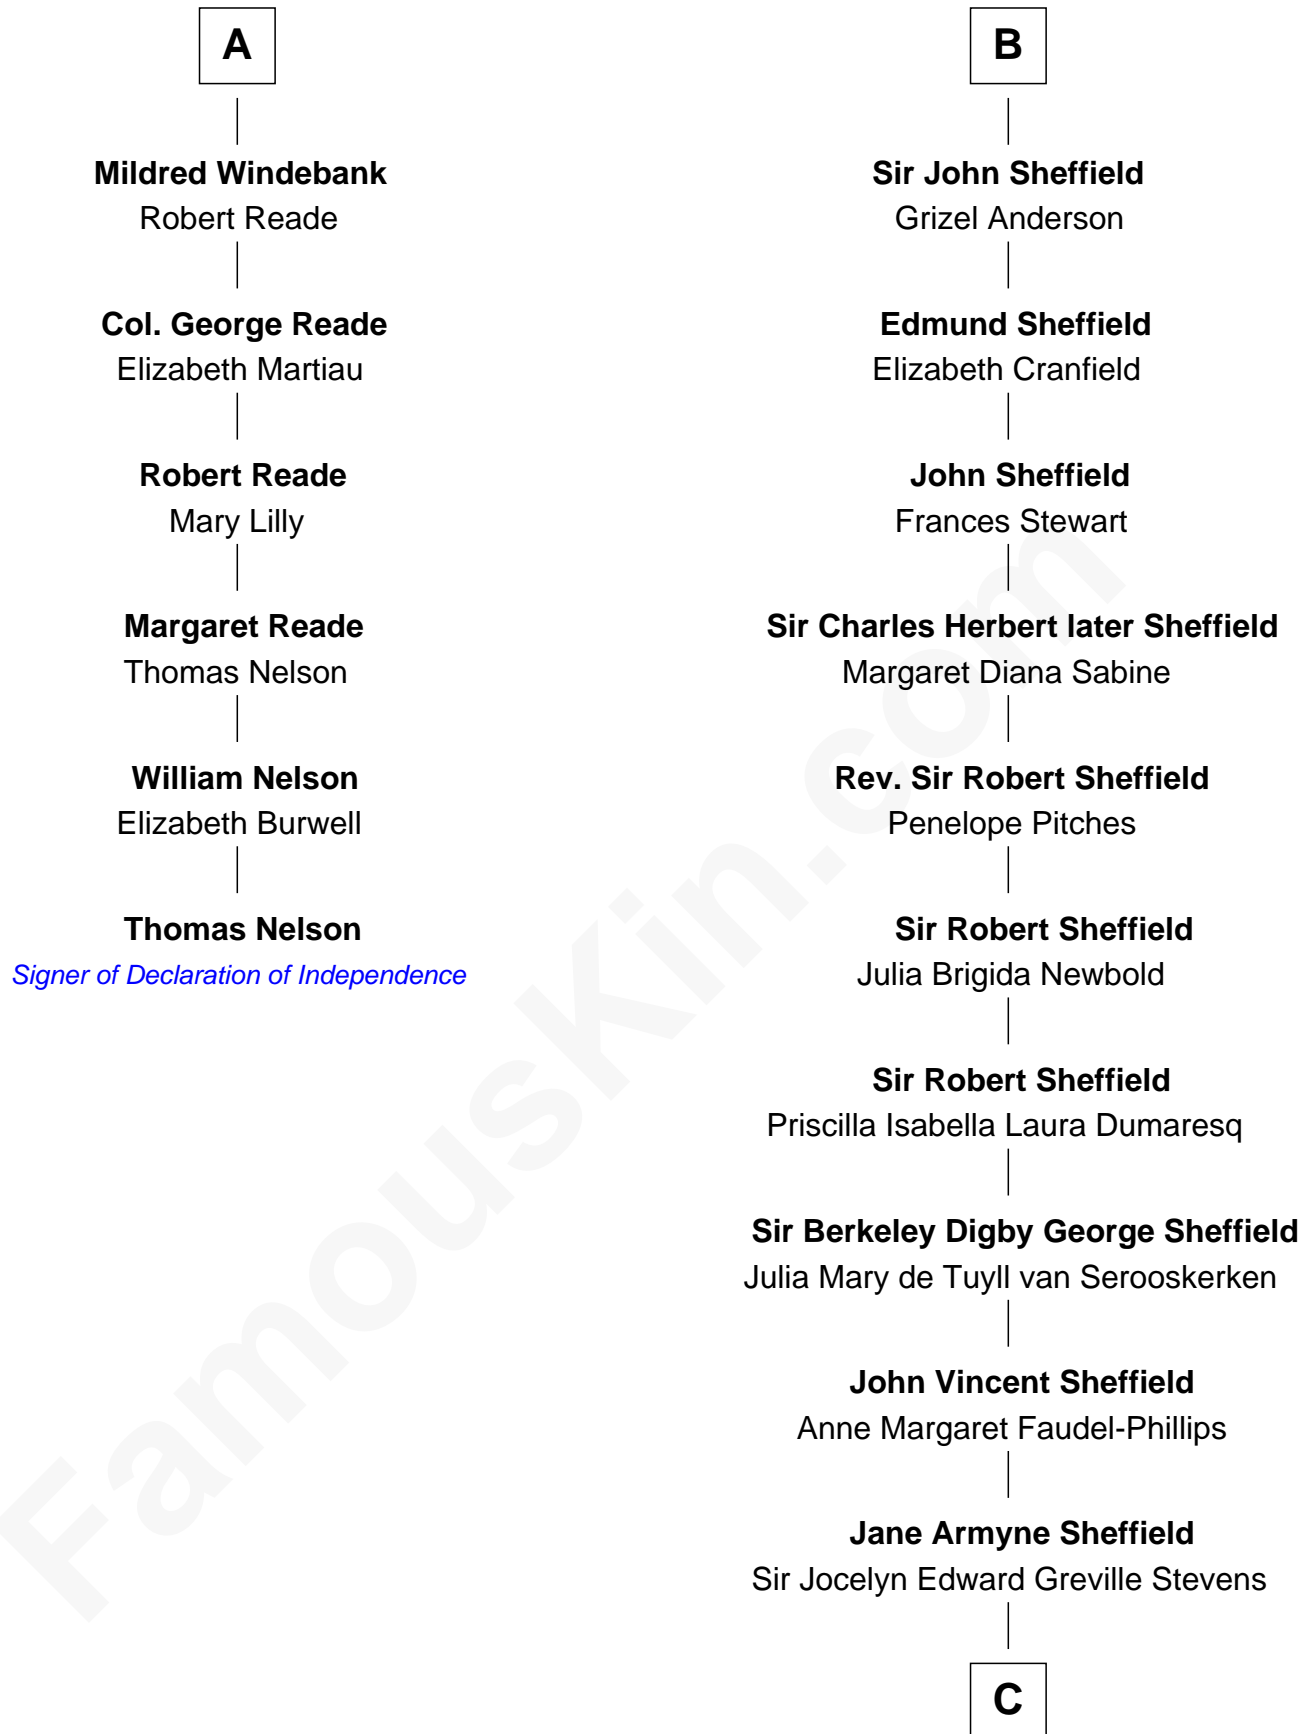 A
Mildred Windebank
Robert Reade
Col. George Reade
Elizabeth Martiau
Robert Reade
Mary Lilly
Margaret Reade
Thomas Nelson
William Nelson
Elizabeth Burwell
Thomas Nelson
Signer of Declaration of Independence
B
Sir John Sheffield
Grizel Anderson
Edmund Sheffield
Elizabeth Cranfield
John Sheffield
Frances Stewart
Sir Charles Herbert later Sheffield
Margaret Diana Sabine
Rev. Sir Robert Sheffield
Penelope Pitches
Sir Robert Sheffield
Julia Brigida Newbold
Sir Robert Sheffield
Priscilla Isabella Laura Dumaresq
Sir Berkeley Digby George Sheffield
Julia Mary de Tuyll van Serooskerken
John Vincent Sheffield
Anne Margaret Faudel-Phillips
Jane Armyne Sheffield
Sir Jocelyn Edward Greville Stevens
C
FamousKin.com